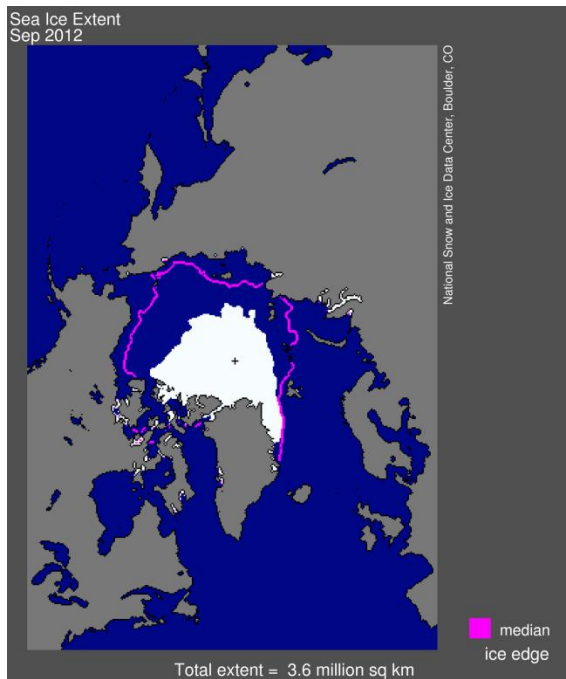 Sea Ice Extent
Sep 2012
National Snow and Ice Data Center, Boulder, CO
median
ice edge
Total extent = 3.6 million sq km